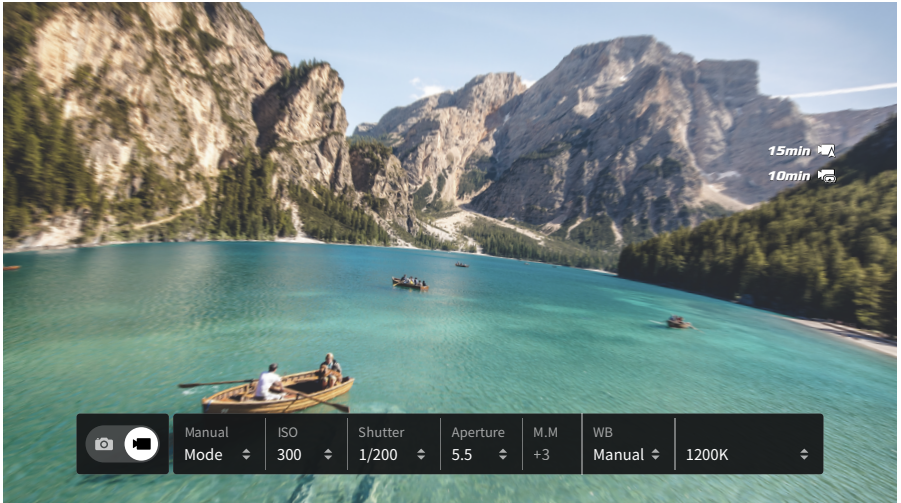 15min
10min
Manual ISO Shutter Aperture M.M WB
Mode 300 1/200 5.5 +3 Manual 1200K